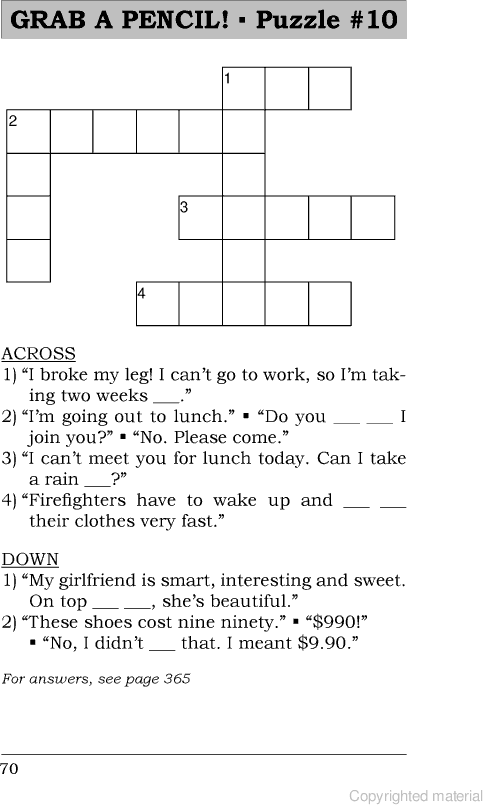 GRAB A PENCIL! ▪ Puzzle #10
1
2
3
4
ACROSS
1) “I broke my leg! I can’t go to work, so I’m tak-
ing two weeks ___.”
2) “I’m going out to lunch.” ▪ “Do you ___ ___ I
join you?” ▪ “No. Please come.”
3) “I can’t meet you for lunch today. Can I take
a rain ___?”
4) “Firefighters have to wake up and ___ ___
their clothes very fast.”
DOWN
1) “My girlfriend is smart, interesting and sweet.
On top ___ ___, she’s beautiful.”
2) “These shoes cost nine ninety.” ▪ “$990!”
▪ “No, I didn’t ___ that. I meant $9.90.”
For answers, see page 365
70
Copyrighted material